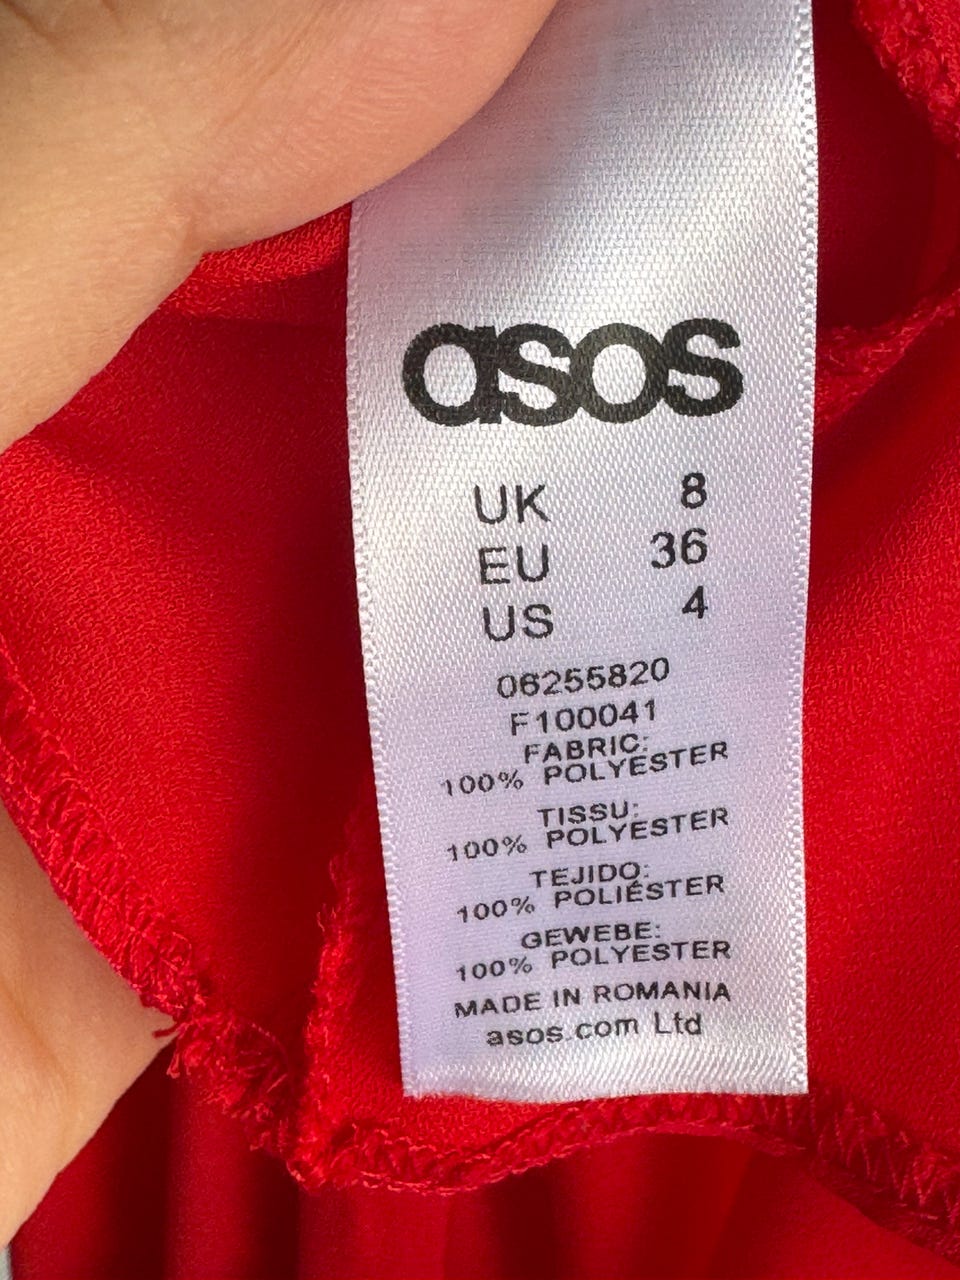 asos
UK 8
EU 36
US 4
06255820
F100041
FABRIC:
100% POLYESTER
TISSU:
100% POLYESTER
TEJIDO:
100% POLIÉSTER
GEWEBE:
100% POLYESTER
MADE IN ROMANIA
asos.com Ltd